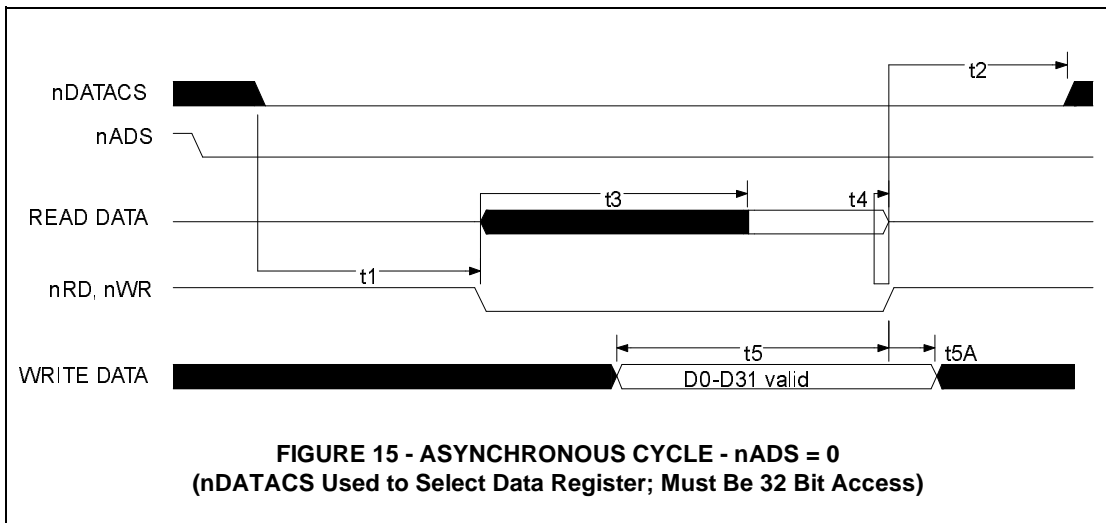 t2
nDATACS
nADS
t3
t4
READ DATA
t1
nRD, nWR
t5
t5A
WRITE DATA
D0-D31 valid
FIGURE 15 - ASYNCHRONOUS CYCLE - nADS = 0
(nDATACS Used to Select Data Register; Must Be 32 Bit Access)